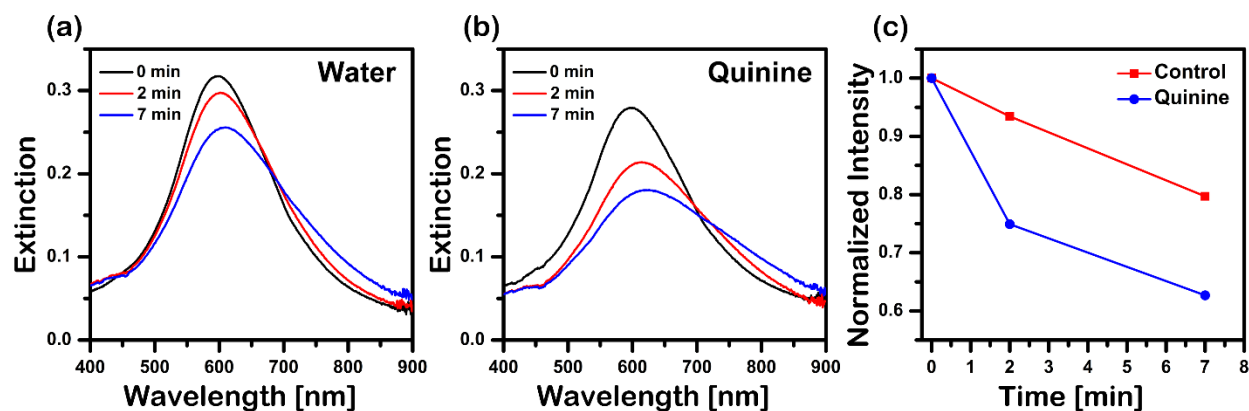 (a)
Extinction
0.3
0.2
0.1
0.0
0 min
2 min
7 min
Water
400 500 600 700 800 900
Wavelength [nm]
(b)
Extinction
0.3
0.2
0.1
0.0
0 min
2 min
7 min
Quinine
400 500 600 700 800 900
Wavelength [nm]
(c)
Normalized Intensity
1.0
0.9
0.8
0.7
0.6
Control
Quinine
0 1 2 3 4 5 6 7 8
Time [min]